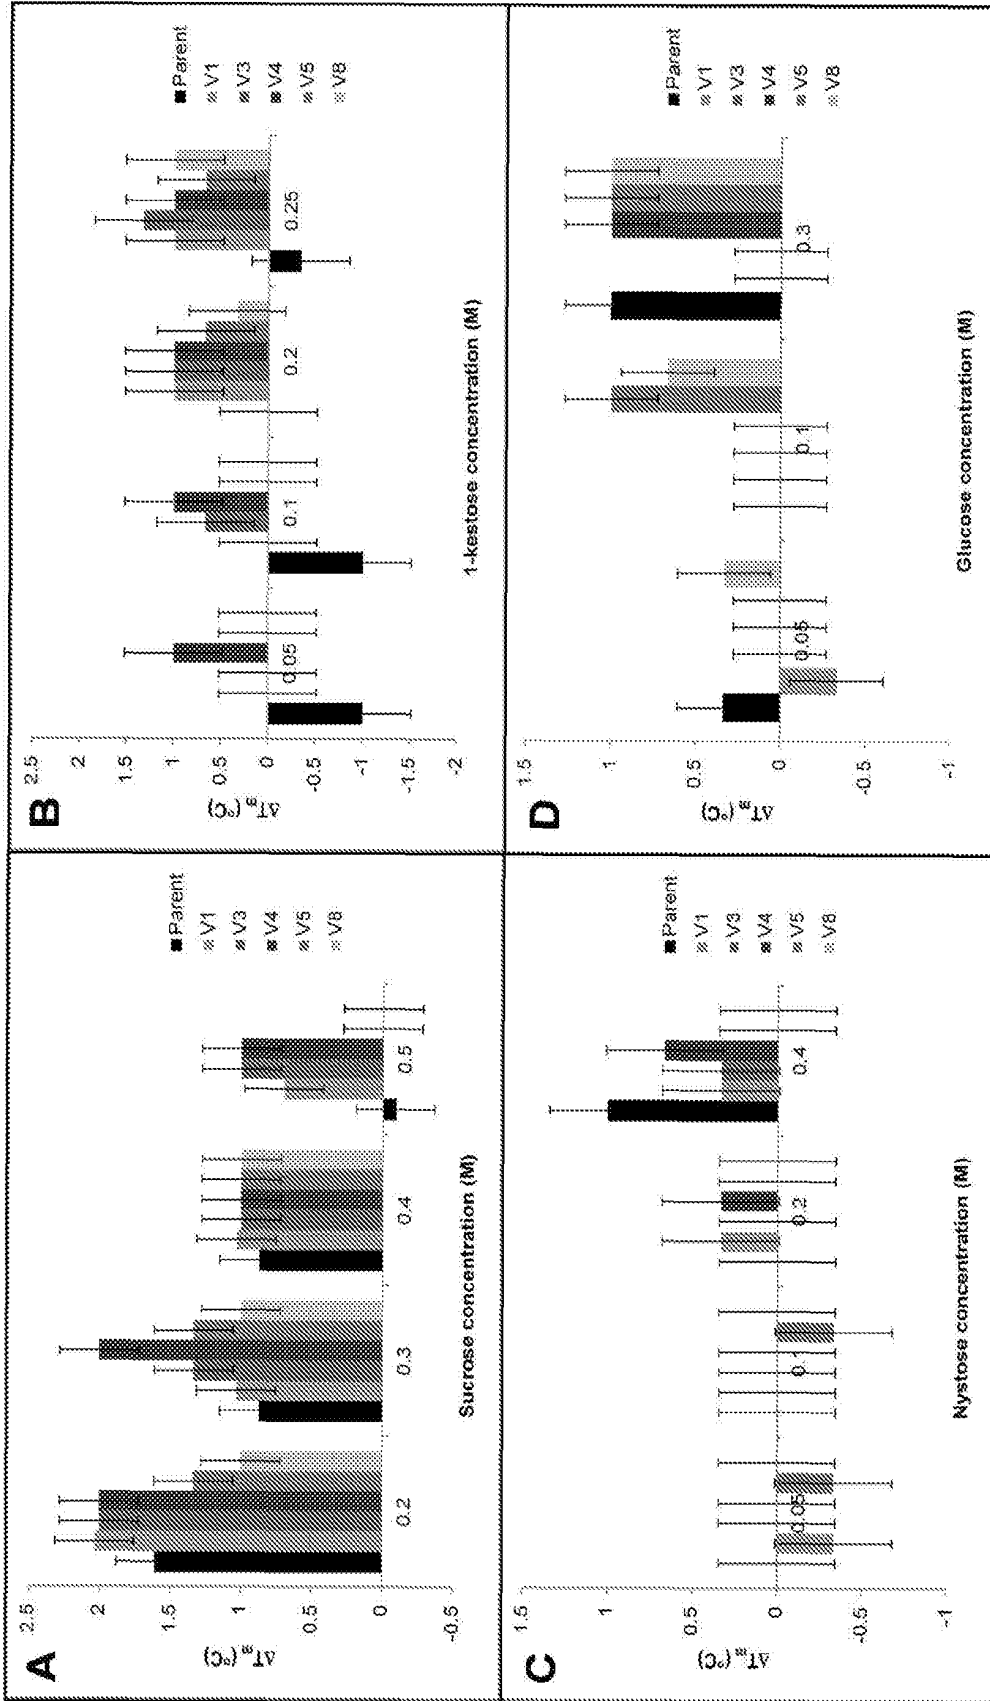 A
ΔTm (°C)
2.5
2
1.5
1
0.5
0
-0.5
0.2
0.3
0.4
0.5
Sucrose concentration (M)
Parent
V1
V3
V4
V5
V8
B
ΔTm (°C)
2.5
2
1.5
1
0.5
0
-0.5
-1
-1.5
-2
0.05
0.1
0.2
0.25
1-kestose concentration (M)
Parent
V1
V3
V4
V5
V8
C
ΔTm (°C)
1.5
1
0.5
0
-0.5
-1
0.05
0.1
0.2
0.4
Nystose concentration (M)
Parent
V1
V3
V4
V5
V8
D
ΔTm (°C)
1.5
1
0.5
0
-0.5
-1
0.05
0.1
0.3
Glucose concentration (M)
Parent
V1
V3
V4
V5
V8